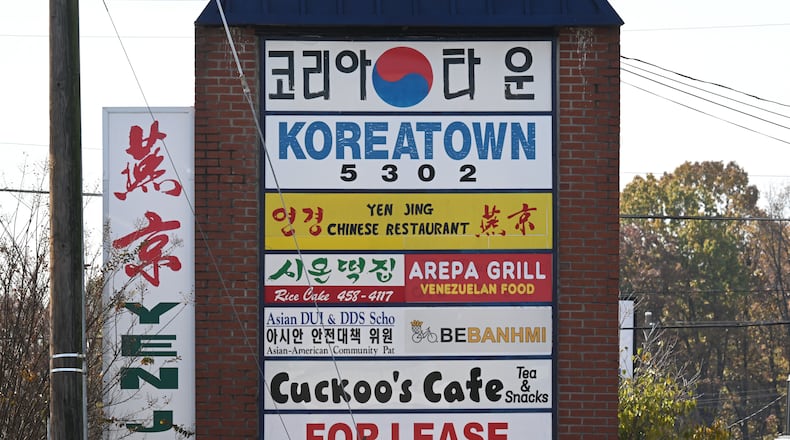 코리아 타운
KOREATOWN
5302
연경 YEN JING CHINESE RESTAURANT 燕京
시온떡집
Rice Cake 458-4117
AREPA GRILL
VENEZUELAN FOOD
Asian DUI & DDS Scho
아시안 안전대책 위원
Asian-American Community Pat
BEBANHMI
Cuckoo's Cafe Tea & Snacks
FOR LEASE
燕京 YENJ